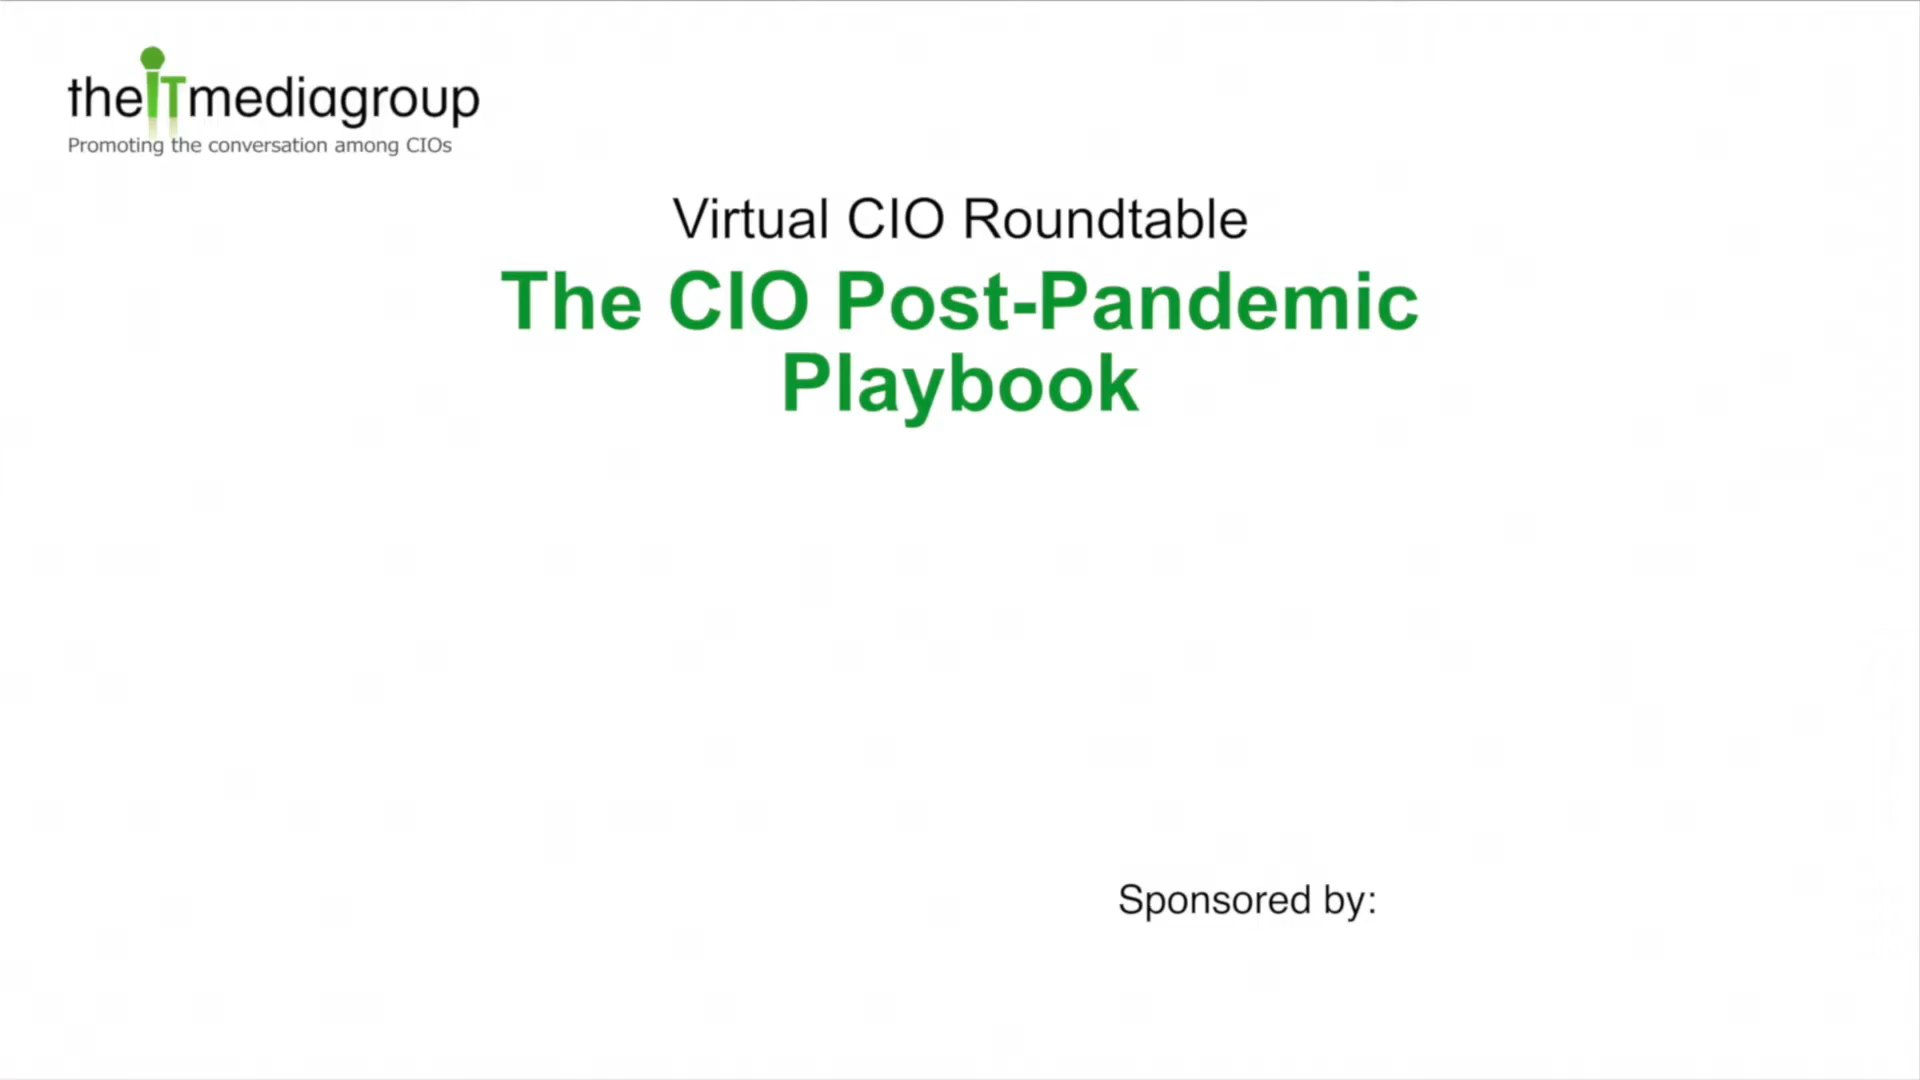 theiTmediagroup
Promoting the conversation among CIOs
Virtual CIO Roundtable
The CIO Post-Pandemic
Playbook
Sponsored by: